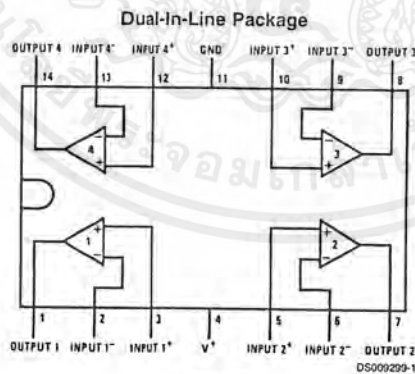 Dual-In-Line Package
OUTPUT 4 INPUT 4- INPUT 4+ GND INPUT 3+ INPUT 3- OUTPUT 3
14 13 12 11 10 9 8
4 - + - + 3
1 + - + - 2
1 2 3 4 5 6 7
OUTPUT 1 INPUT 1- INPUT 1+ V+ INPUT 2+ INPUT 2- OUTPUT 2
DS009299-1